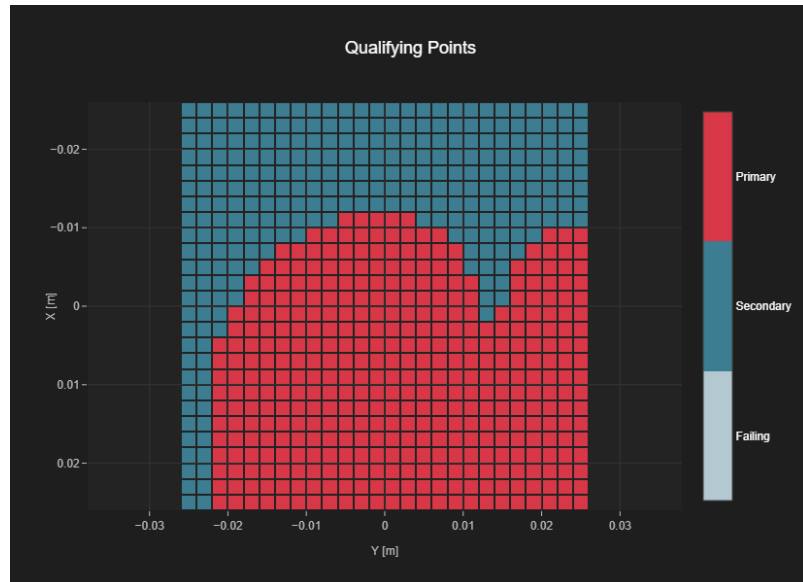 Qualifying Points
−0.02
−0.01
0
0.01
0.02
X [m]
−0.03
−0.02
−0.01
0
0.01
0.02
0.03
Y [m]
Primary
Secondary
Failing